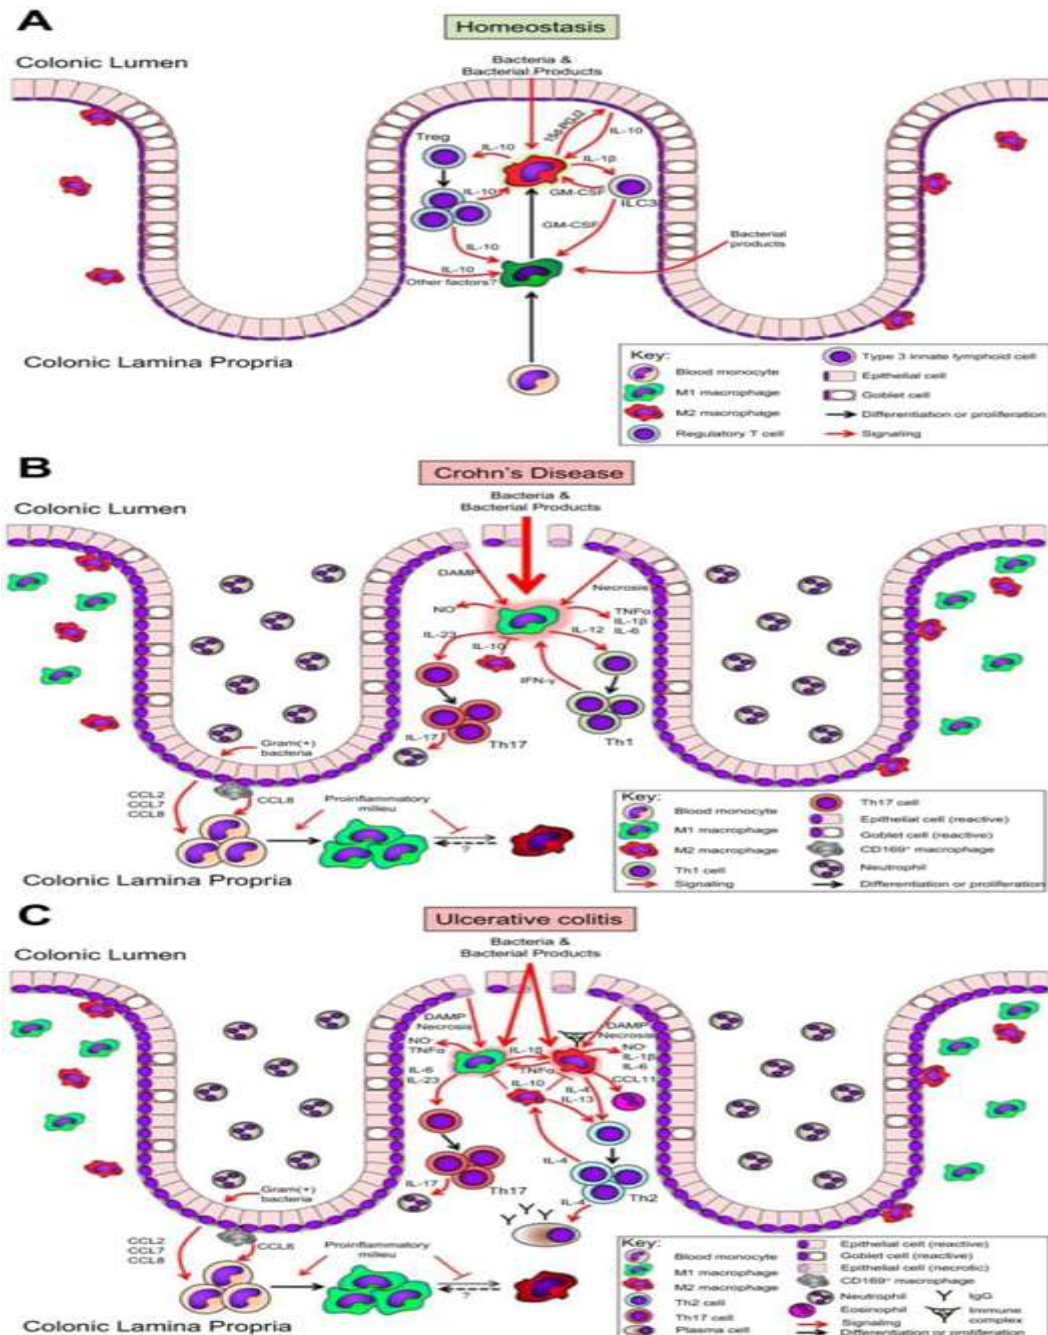 A
Homeostasis
Colonic Lumen
Bacteria &
Bacterial Products
15d-PGJ2
IL-10
Treg
IL-10
IL-1β
IL-10
GM-CSF
ILC3
GM-CSF
IL-10
Bacterial
products
IL-10
Other factors?
Colonic Lamina Propria
Key:
Blood monocyte
M1 macrophage
M2 macrophage
Regulatory T cell
Type 3 innate lymphoid cell
Epithelial cell
Goblet cell
Differentiation or proliferation
Signaling
B
Crohn's Disease
Colonic Lumen
Bacteria &
Bacterial Products
DAMP
Necrosis
NO
TNFα
IL-1β
IL-6
IL-23
IL-12
IL-10
IFN-γ
IL-17
Th17
Th1
Gram(+)
bacteria
CCL2
CCL7
CCL8
CCL8
Proinflammatory
milieu
?
Colonic Lamina Propria
Key:
Blood monocyte
M1 macrophage
M2 macrophage
Th1 cell
Signaling
Th17 cell
Epithelial cell (reactive)
Goblet cell (reactive)
CD169⁺ macrophage
Neutrophil
Differentiation or proliferation
C
Ulcerative colitis
Colonic Lumen
Bacteria &
Bacterial Products
DAMP
Necrosis
DAMP
Necrosis
NO
TNFα
IL-1β
TNFα
NO
IL-1β
IL-6
CCL11
IL-6
IL-23
IL-10
IL-4
IL-13
IL-4
IL-17
Th17
Th2
IL-4
Gram(+)
bacteria
CCL2
CCL7
CCL8
CCL8
Proinflammatory
milieu
?
Colonic Lamina Propria
Key:
Blood monocyte
M1 macrophage
M2 macrophage
Th2 cell
Th17 cell
Plasma cell
Epithelial cell (reactive)
Goblet cell (reactive)
Epithelial cell (necrotic)
CD169⁺ macrophage
Neutrophil
IgG
Eosinophil
Immune
complex
Signaling
Differentiation or proliferation